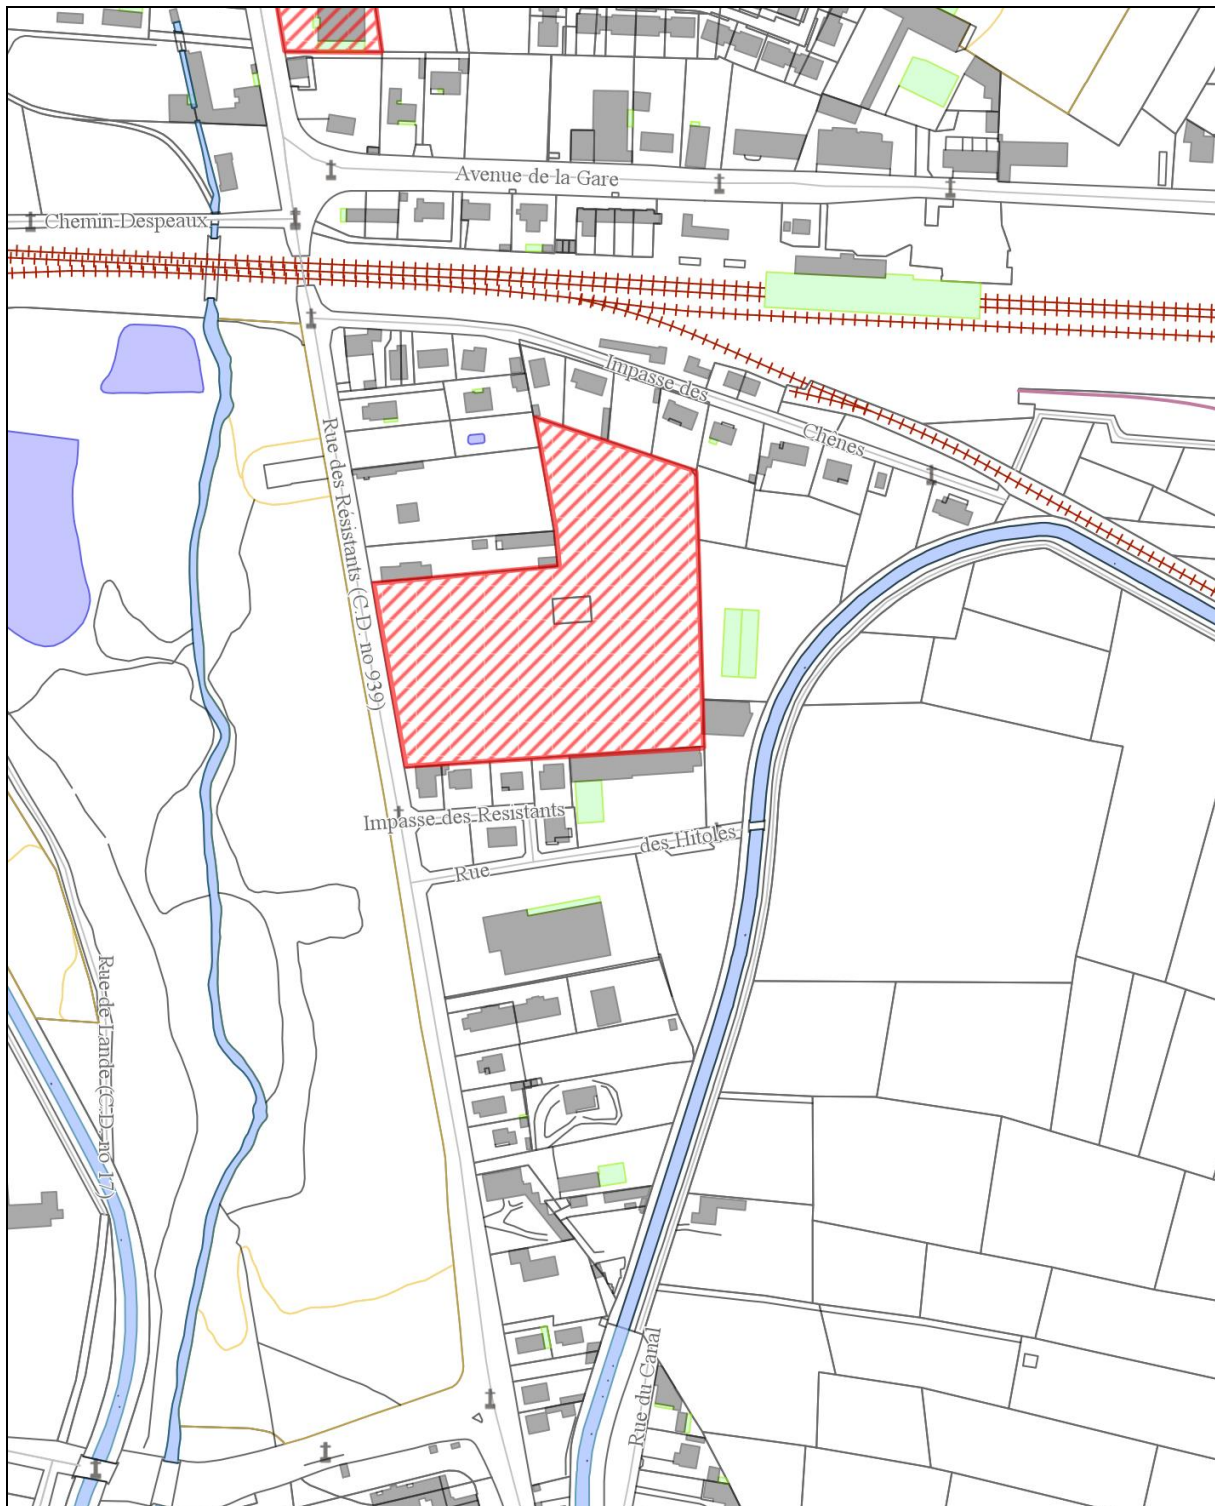 Avenue de la Gare
Chemin Despeaux
Impasse des
Chênes
Rue des Résistants (C.D. no 939)
Impasse des Resistants
des Hitoles
Rue
Rue de Lande (C.D. no 17)
Rue du Canal